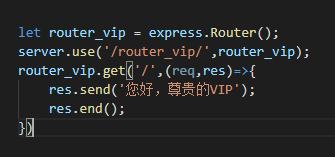 let router_vip = express.Router();
server.use('/router_vip/',router_vip);
router_vip.get('/',(req,res)=>{
    res.send('您好，尊贵的VIP');
    res.end();
})